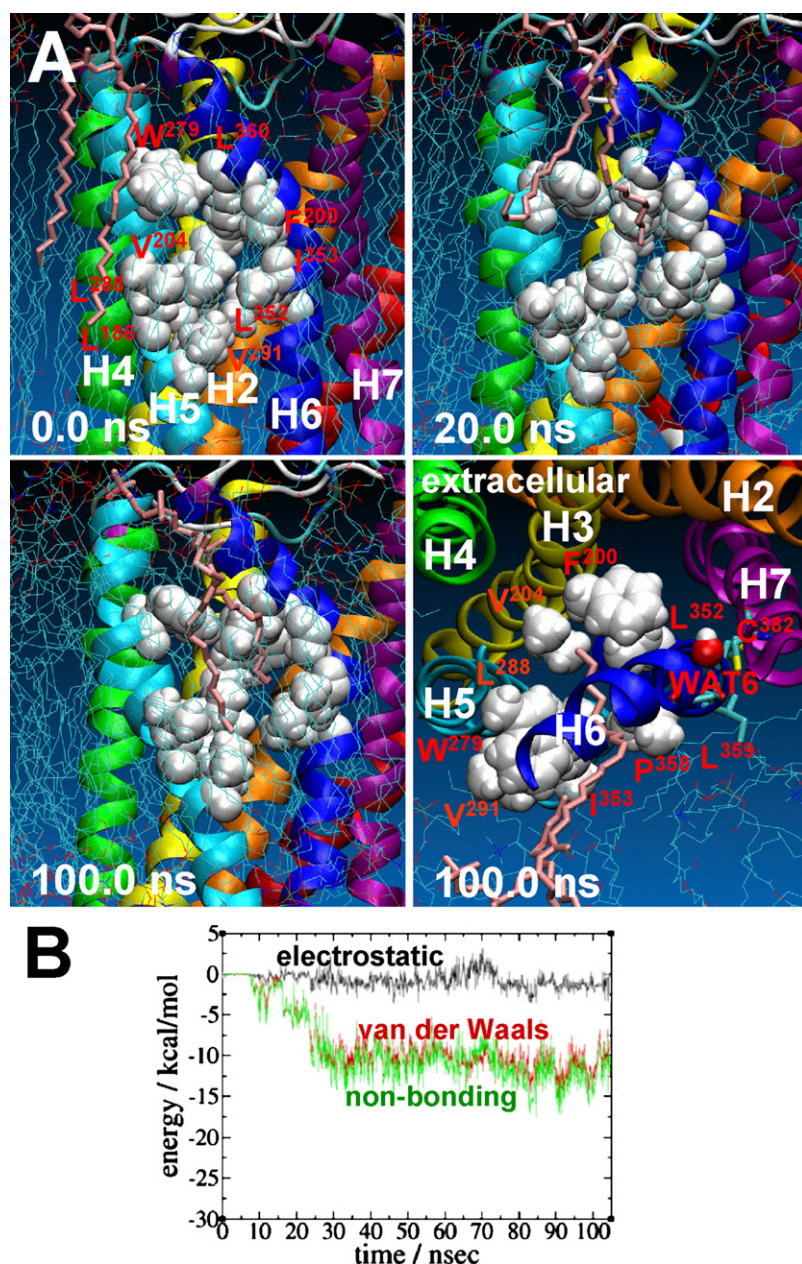 A
W279 L360
F200
V204
I353
L288
L352
L186
V291
H4
H5
H2
H6
H7
0.0 ns
20.0 ns
100.0 ns
extracellular
H2
H3
H4
F200
H7
V204
L352
C382
L288
WAT6
H5
H6
W279
P358
L359
I353
V291
100.0 ns
B
energy / kcal/mol
5
0
-5
-10
-15
-20
-25
-30
electrostatic
van der Waals
non-bonding
0 10 20 30 40 50 60 70 80 90 100
time / nsec